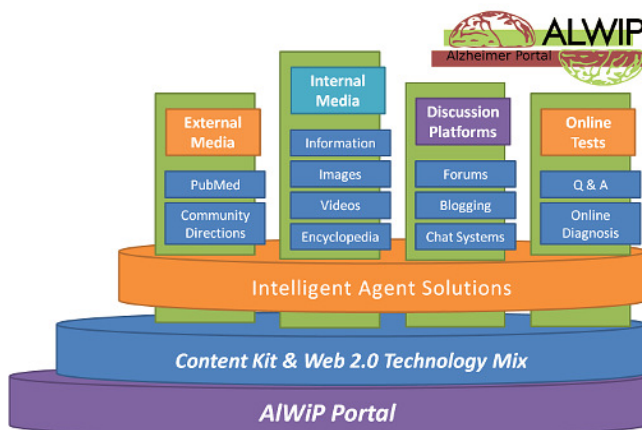 ALWIP
Alzheimer Portal
External
Media
PubMed
Community
Directions
Internal
Media
Information
Images
Videos
Encyclopedia
Discussion
Platforms
Forums
Blogging
Chat Systems
Online
Tests
Q & A
Online
Diagnosis
Intelligent Agent Solutions
Content Kit & Web 2.0 Technology Mix
AlWiP Portal